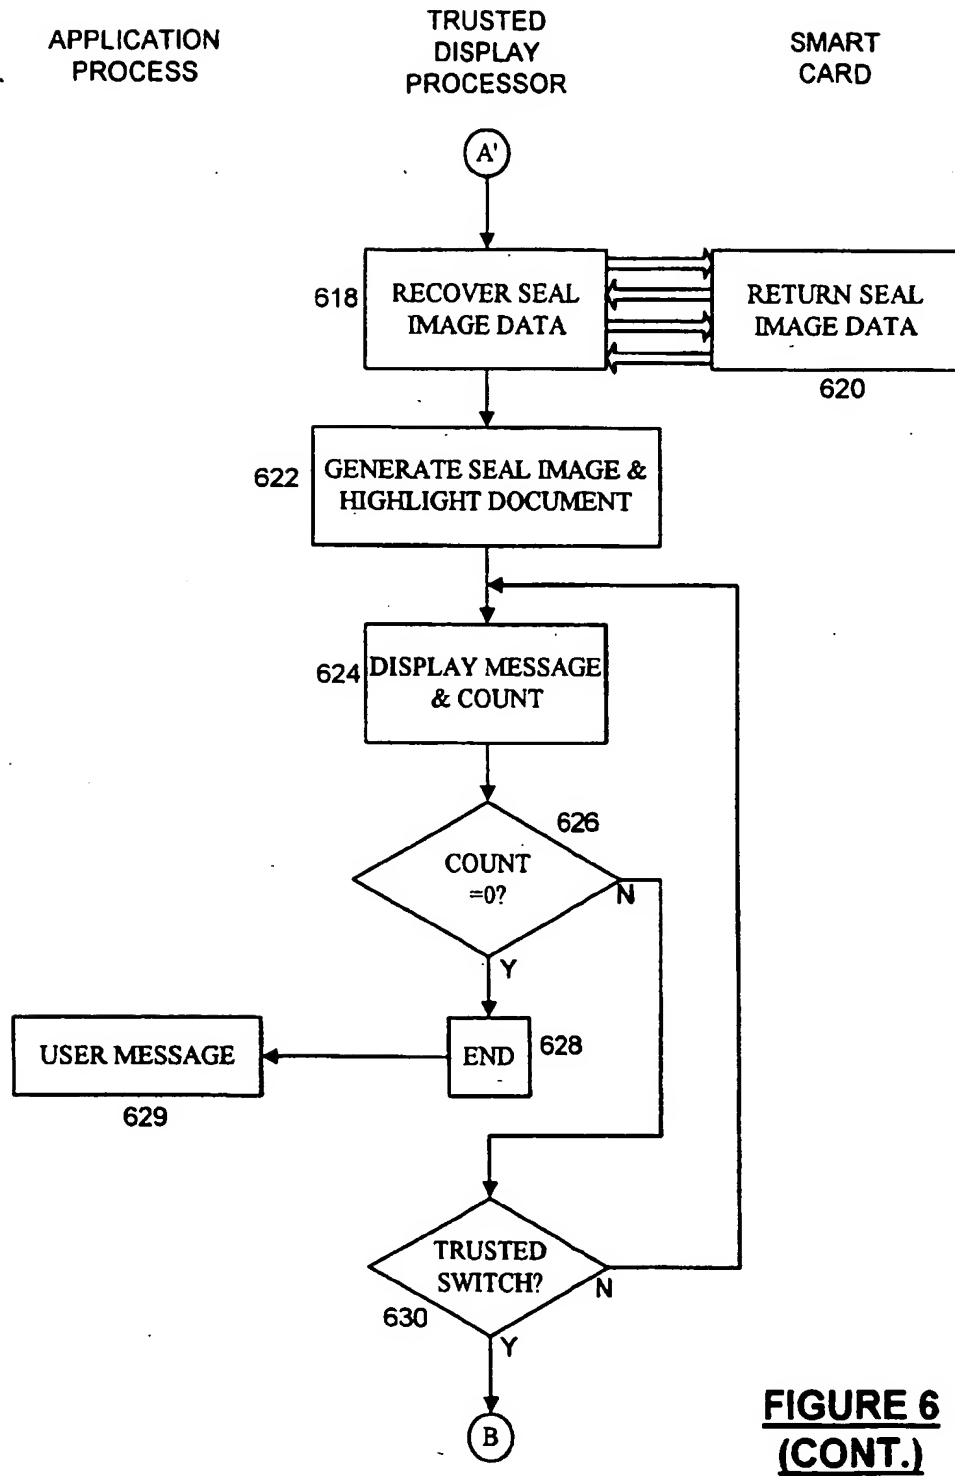 APPLICATION
PROCESS
TRUSTED
DISPLAY
PROCESSOR
SMART
CARD
A'
618
RECOVER SEAL
IMAGE DATA
RETURN SEAL
IMAGE DATA
620
622
GENERATE SEAL IMAGE &
HIGHLIGHT DOCUMENT
624
DISPLAY MESSAGE
& COUNT
626
COUNT
=0?
N
Y
USER MESSAGE
629
END
628
TRUSTED
SWITCH?
N
630
Y
B
FIGURE 6
(CONT.)